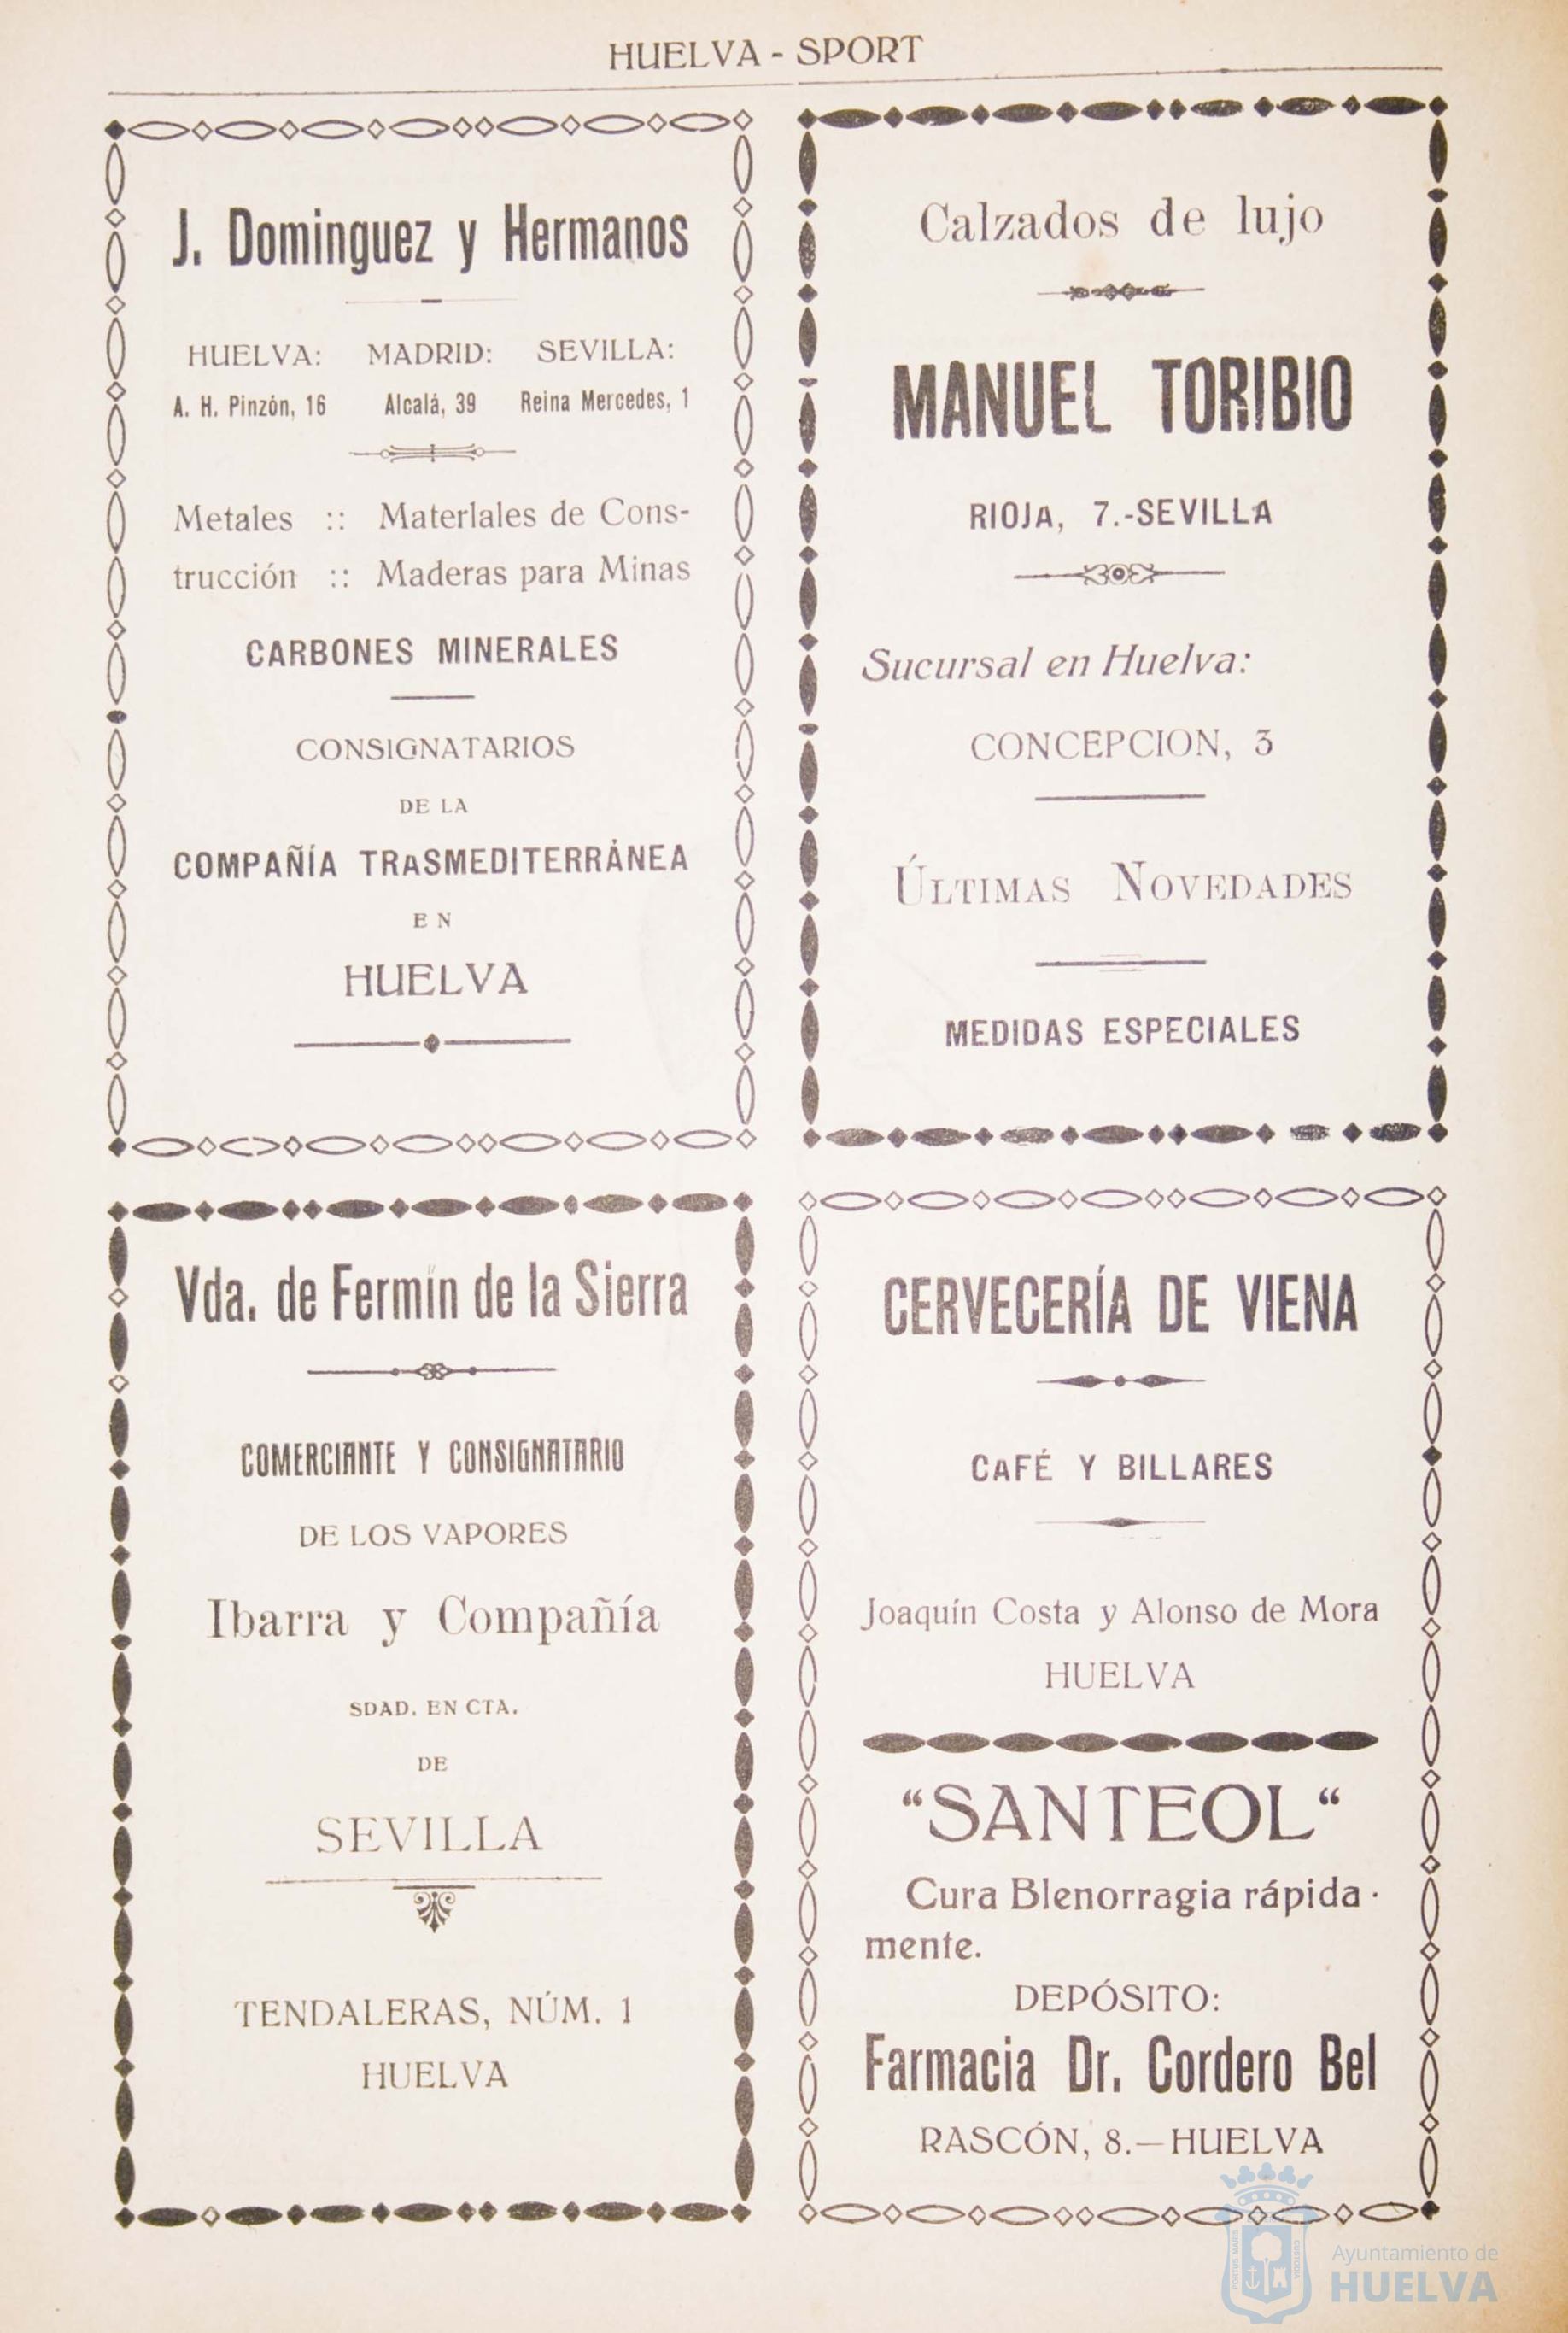 HUELVA - SPORT
J. Dominguez y Hermanos
HUELVA: MADRID: SEVILLA:
A. H. Pinzón, 16 Alcalá, 39 Reina Mercedes, 1
Metales :: Materlales de Cons-
trucción :: Maderas para Minas
CARBONES MINERALES
CONSIGNATARIOS
DE LA
COMPAÑÍA TRASMEDITERRÁNEA
EN
HUELVA
Calzados de lujo
MANUEL TORIBIO
RIOJA, 7.-SEVILLA
Sucursal en Huelva:
CONCEPCION, 3
ÚLTIMAS NOVEDADES
MEDIDAS ESPECIALES
Vda. de Fermín de la Sierra
COMERCIANTE Y CONSIGNATARIO
DE LOS VAPORES
Ibarra y Compañía
SDAD. EN CTA.
DE
SEVILLA
TENDALERAS, NÚM. 1
HUELVA
CERVECERÍA DE VIENA
CAFÉ Y BILLARES
Joaquín Costa y Alonso de Mora
HUELVA
“SANTEOL“
Cura Blenorragia rápida·
mente.
DEPÓSITO:
Farmacia Dr. Cordero Bel
RASCÓN, 8.—HUELVA
PORTUS MARIS
CUSTODIA
Ayuntamiento de
HUELVA